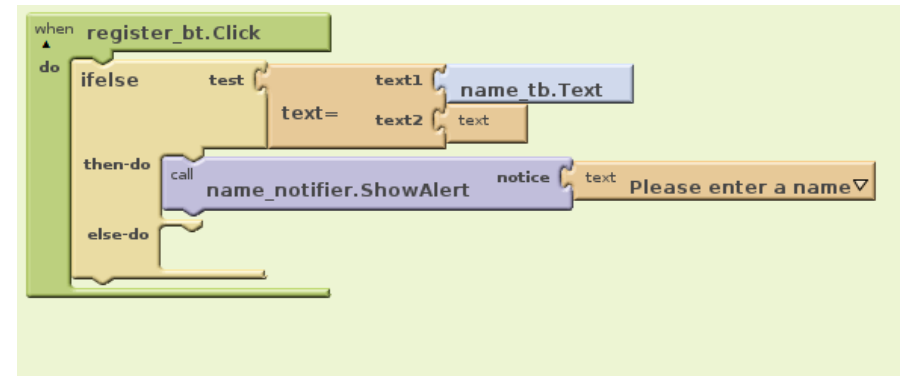 when register_bt.Click
do ifelse test text1 name_tb.Text
text= text2 text
then-do call name_notifier.ShowAlert notice text Please enter a name
else-do